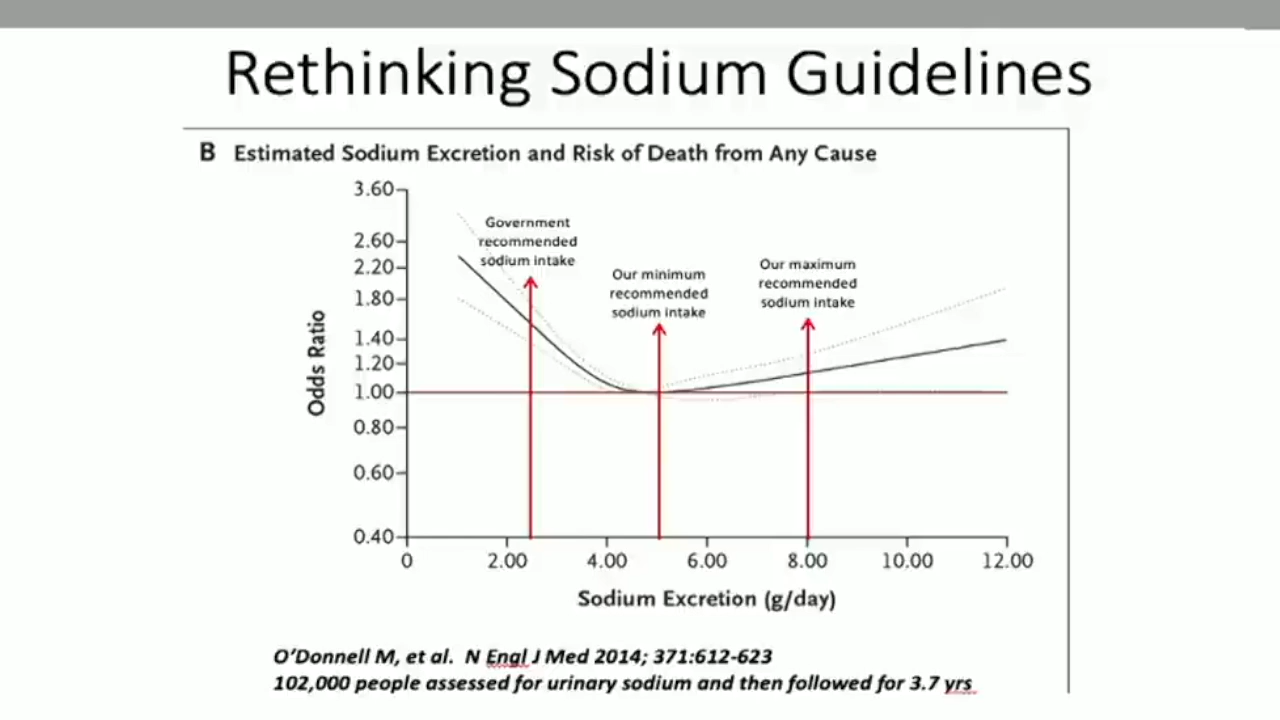 Rethinking Sodium Guidelines
B Estimated Sodium Excretion and Risk of Death from Any Cause
3.60
2.60
2.20
1.80
1.40
1.20
1.00
0.80
0.60
0.40
Odds Ratio
Government
recommended
sodium intake
Our minimum
recommended
sodium intake
Our maximum
recommended
sodium intake
0 2.00 4.00 6.00 8.00 10.00 12.00
Sodium Excretion (g/day)
O'Donnell M, et al. N Engl J Med 2014; 371:612-623
102,000 people assessed for urinary sodium and then followed for 3.7 yrs